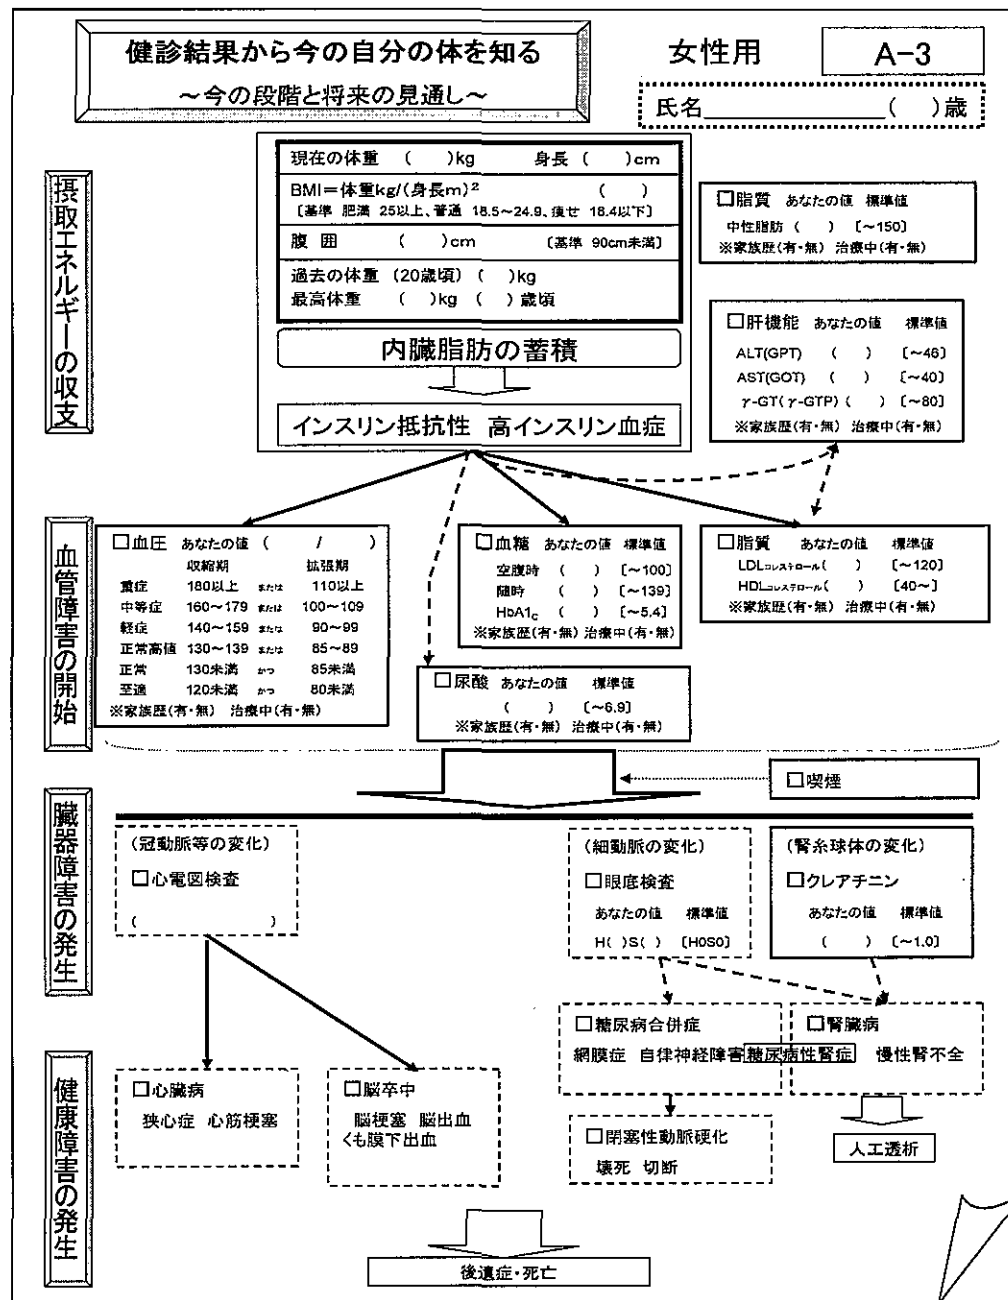 健診結果から今の自分の体を知る
～今の段階と将来の見通し～
女性用
A-3
氏名 ( )歳
摂取エネルギーの収支
現在の体重 ( )kg 身長 ( )cm
BMI＝体重kg/(身長m)² ( )
〔基準 肥満 25以上、普通 18.5～24.9、痩せ 18.4以下〕
腹 囲 ( )cm 〔基準 90cm未満〕
過去の体重 (20歳頃) ( )kg
最高体重 ( )kg ( ) 歳頃
内臓脂肪の蓄積
インスリン抵抗性 高インスリン血症
□脂質 あなたの値 標準値
中性脂肪 ( ) 〔～150〕
※家族歴(有・無) 治療中(有・無)
□肝機能 あなたの値 標準値
ALT(GPT) ( ) 〔～46〕
AST(GOT) ( ) 〔～40〕
γ-GT(γ-GTP) ( ) 〔～80〕
※家族歴(有・無) 治療中(有・無)
血管障害の開始
□血圧 あなたの値 ( / )
収縮期 拡張期
重症 180以上 または 110以上
中等症 160～179 または 100～109
軽症 140～159 または 90～99
正常高値 130～139 または 85～89
正常 130未満 かつ 85未満
至適 120未満 かつ 80未満
※家族歴(有・無) 治療中(有・無)
□血糖 あなたの値 標準値
空腹時 ( ) 〔～100〕
随時 ( ) 〔～139〕
HbA1c ( ) 〔～5.4〕
※家族歴(有・無) 治療中(有・無)
□脂質 あなたの値 標準値
LDLコレステロール( ) 〔～120〕
HDLコレステロール( ) 〔40～〕
※家族歴(有・無) 治療中(有・無)
□尿酸 あなたの値 標準値
( ) 〔～6.9〕
※家族歴(有・無) 治療中(有・無)
□喫煙
臓器障害の発生
(冠動脈等の変化)
□心電図検査
( )
(細動脈の変化)
□眼底検査
あなたの値 標準値
H( )S( ) 〔H0S0〕
(腎糸球体の変化)
□クレアチニン
あなたの値 標準値
( ) 〔～1.0〕
健康障害の発生
□糖尿病合併症
網膜症 自律神経障害 糖尿病性腎症
□腎臓病
慢性腎不全
□心臓病
狭心症 心筋梗塞
□脳卒中
脳梗塞 脳出血
くも膜下出血
□閉塞性動脈硬化
壊死 切断
人工透析
後遺症・死亡